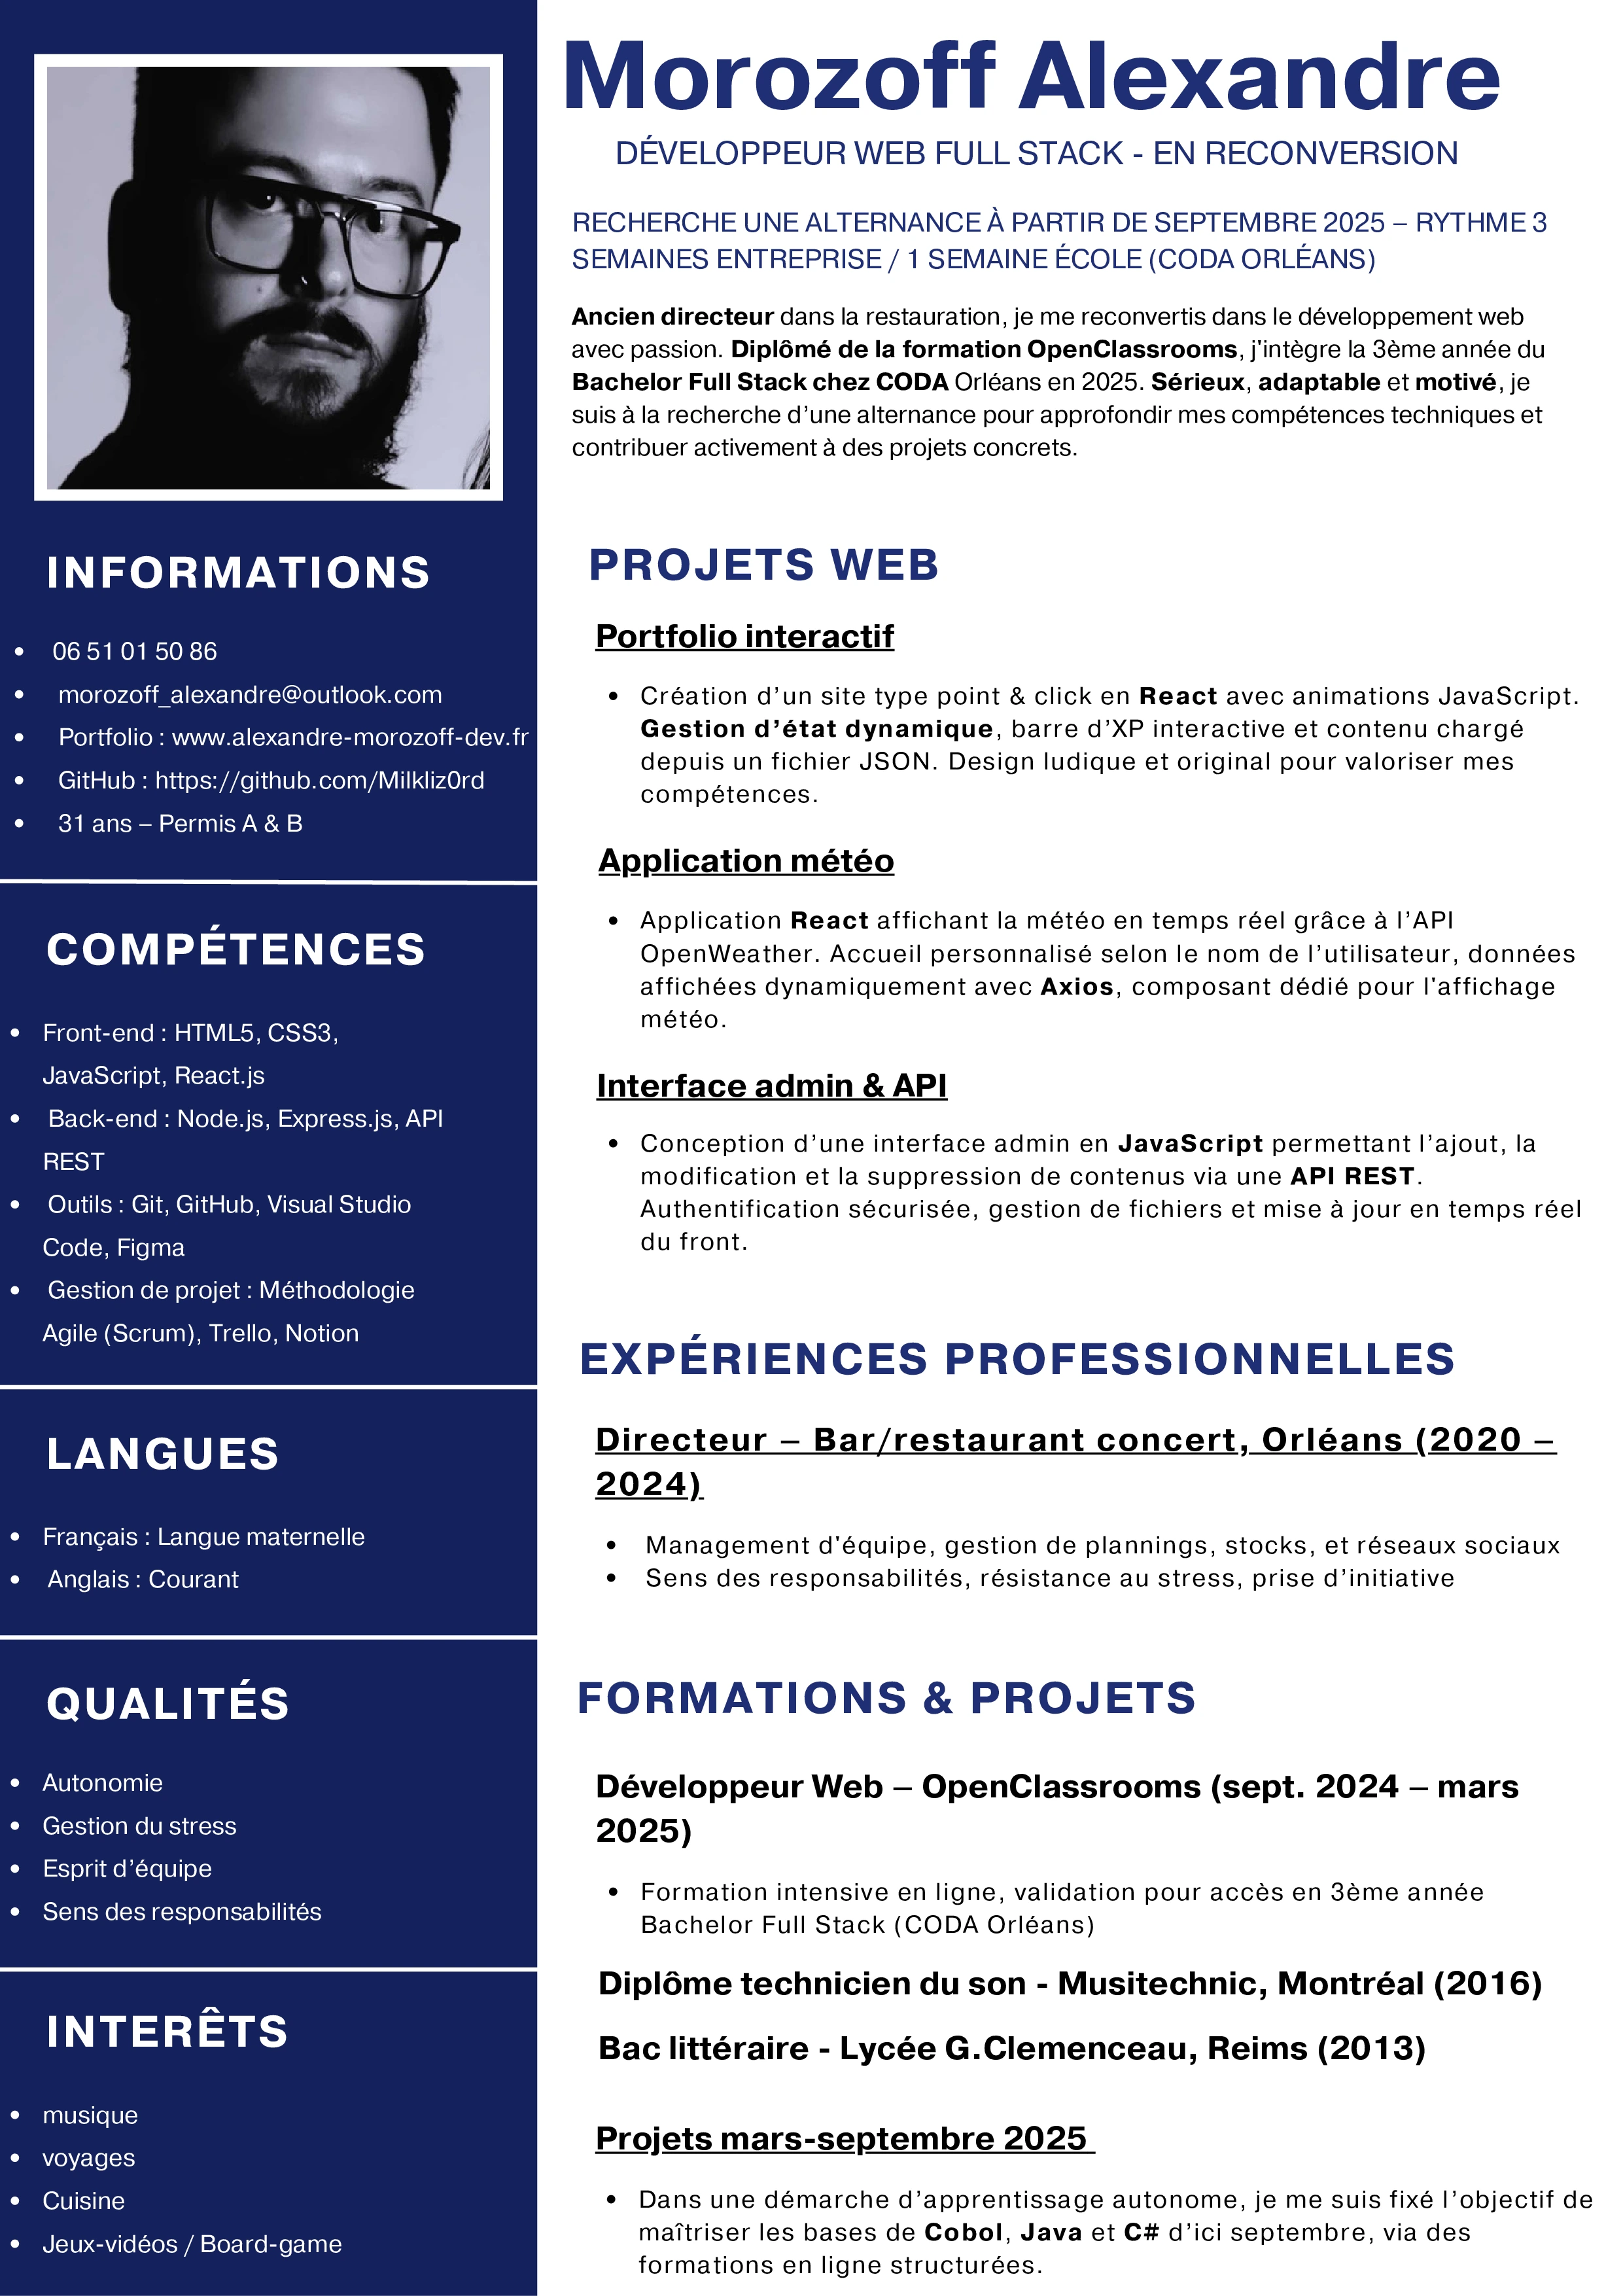 Morozoff Alexandre
DÉVELOPPEUR WEB FULL STACK - EN RECONVERSION
RECHERCHE UNE ALTERNANCE À PARTIR DE SEPTEMBRE 2025 – RYTHME 3
SEMAINES ENTREPRISE / 1 SEMAINE ÉCOLE (CODA ORLÉANS)
Ancien directeur dans la restauration, je me reconvertis dans le développement web
avec passion. Diplômé de la formation OpenClassrooms, j'intègre la 3ème année du
Bachelor Full Stack chez CODA Orléans en 2025. Sérieux, adaptable et motivé, je
suis à la recherche d’une alternance pour approfondir mes compétences techniques et
contribuer activement à des projets concrets.
INFORMATIONS
• 06 51 01 50 86
• morozoff_alexandre@outlook.com
• Portfolio : www.alexandre-morozoff-dev.fr
• GitHub : https://github.com/Milkliz0rd
• 31 ans – Permis A & B
COMPÉTENCES
• Front-end : HTML5, CSS3,
JavaScript, React.js
• Back-end : Node.js, Express.js, API
REST
• Outils : Git, GitHub, Visual Studio
Code, Figma
• Gestion de projet : Méthodologie
Agile (Scrum), Trello, Notion
LANGUES
• Français : Langue maternelle
• Anglais : Courant
QUALITÉS
• Autonomie
• Gestion du stress
• Esprit d’équipe
• Sens des responsabilités
INTERÊTS
• musique
• voyages
• Cuisine
• Jeux-vidéos / Board-game
PROJETS WEB
Portfolio interactif
• Création d’un site type point & click en React avec animations JavaScript.
Gestion d’état dynamique, barre d’XP interactive et contenu chargé
depuis un fichier JSON. Design ludique et original pour valoriser mes
compétences.
Application météo
• Application React affichant la météo en temps réel grâce à l’API
OpenWeather. Accueil personnalisé selon le nom de l’utilisateur, données
affichées dynamiquement avec Axios, composant dédié pour l'affichage
météo.
Interface admin & API
• Conception d’une interface admin en JavaScript permettant l’ajout, la
modification et la suppression de contenus via une API REST.
Authentification sécurisée, gestion de fichiers et mise à jour en temps réel
du front.
EXPÉRIENCES PROFESSIONNELLES
Directeur – Bar/restaurant concert, Orléans (2020 –
2024)
• Management d'équipe, gestion de plannings, stocks, et réseaux sociaux
• Sens des responsabilités, résistance au stress, prise d’initiative
FORMATIONS & PROJETS
Développeur Web – OpenClassrooms (sept. 2024 – mars
2025)
• Formation intensive en ligne, validation pour accès en 3ème année
Bachelor Full Stack (CODA Orléans)
Diplôme technicien du son - Musitechnic, Montréal (2016)
Bac littéraire - Lycée G.Clemenceau, Reims (2013)
Projets mars-septembre 2025
• Dans une démarche d’apprentissage autonome, je me suis fixé l’objectif de
maîtriser les bases de Cobol, Java et C# d’ici septembre, via des
formations en ligne structurées.